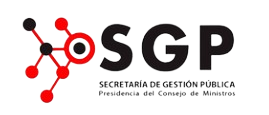 SGP
SECRETARÍA DE GESTIÓN PÚBLICA
Presidencia del Consejo de Ministros